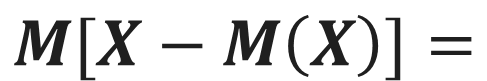 M[X − M(X)] =